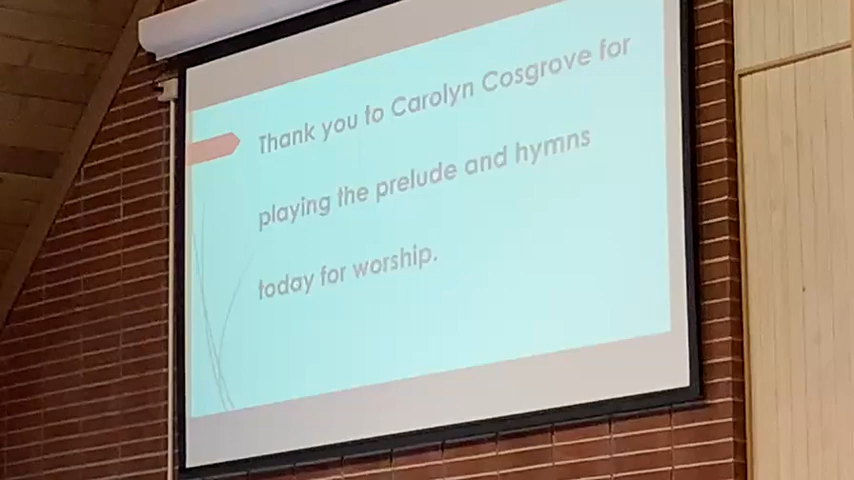 Thank you to Carolyn Cosgrove for
playing the prelude and hymns
today for worship.